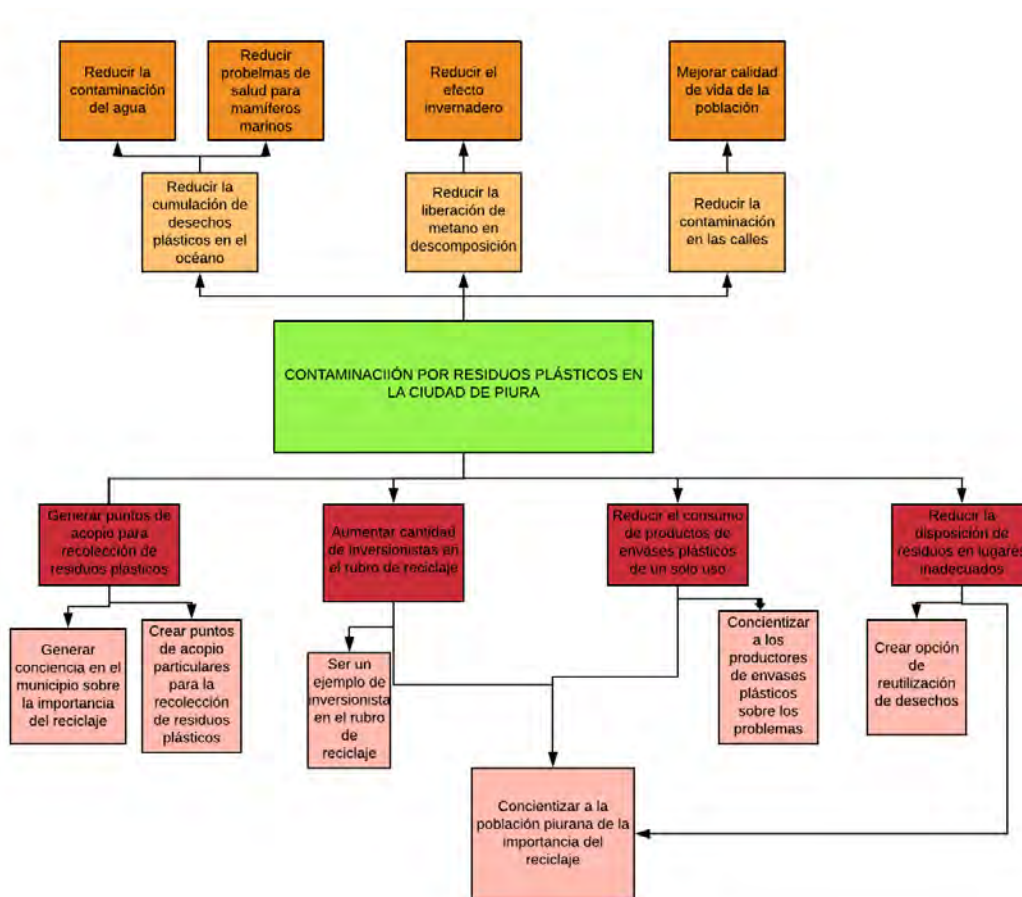 Reducir la
contaminación
del agua
Reducir
probelmas de
salud para
mamíferos
marinos
Reducir el
efecto
invernadero
Mejorar calidad
de vida de la
población
Reducir la
cumulación de
desechos
plásticos en el
océano
Reducir la
liberación de
metano en
descomposición
Reducir la
contaminación
en las calles
CONTAMINACIIÓN POR RESIDUOS PLÁSTICOS EN
LA CIUDAD DE PIURA
Generar puntos de
acopio para
recolección de
residuos plásticos
Aumentar cantidad
de inversionistas en
el rubro de reciclaje
Reducir el consumo
de productos de
envases plásticos
de un solo uso
Reducir la
disposición de
residuos en lugares
inadecuados
Generar
conciencia en el
municipio sobre
la importancia
del reciclaje
Crear puntos
de acopio
particulares
para la
recolección
de residuos
plásticos
Ser un
ejemplo de
inversionista
en el rubro
de
reciclaje
Concientizar
a los
productores
de envases
plásticos
sobre los
problemas
Crear opción
de
reutilización
de desechos
Concientizar a la
población piurana de la
importancia del
reciclaje